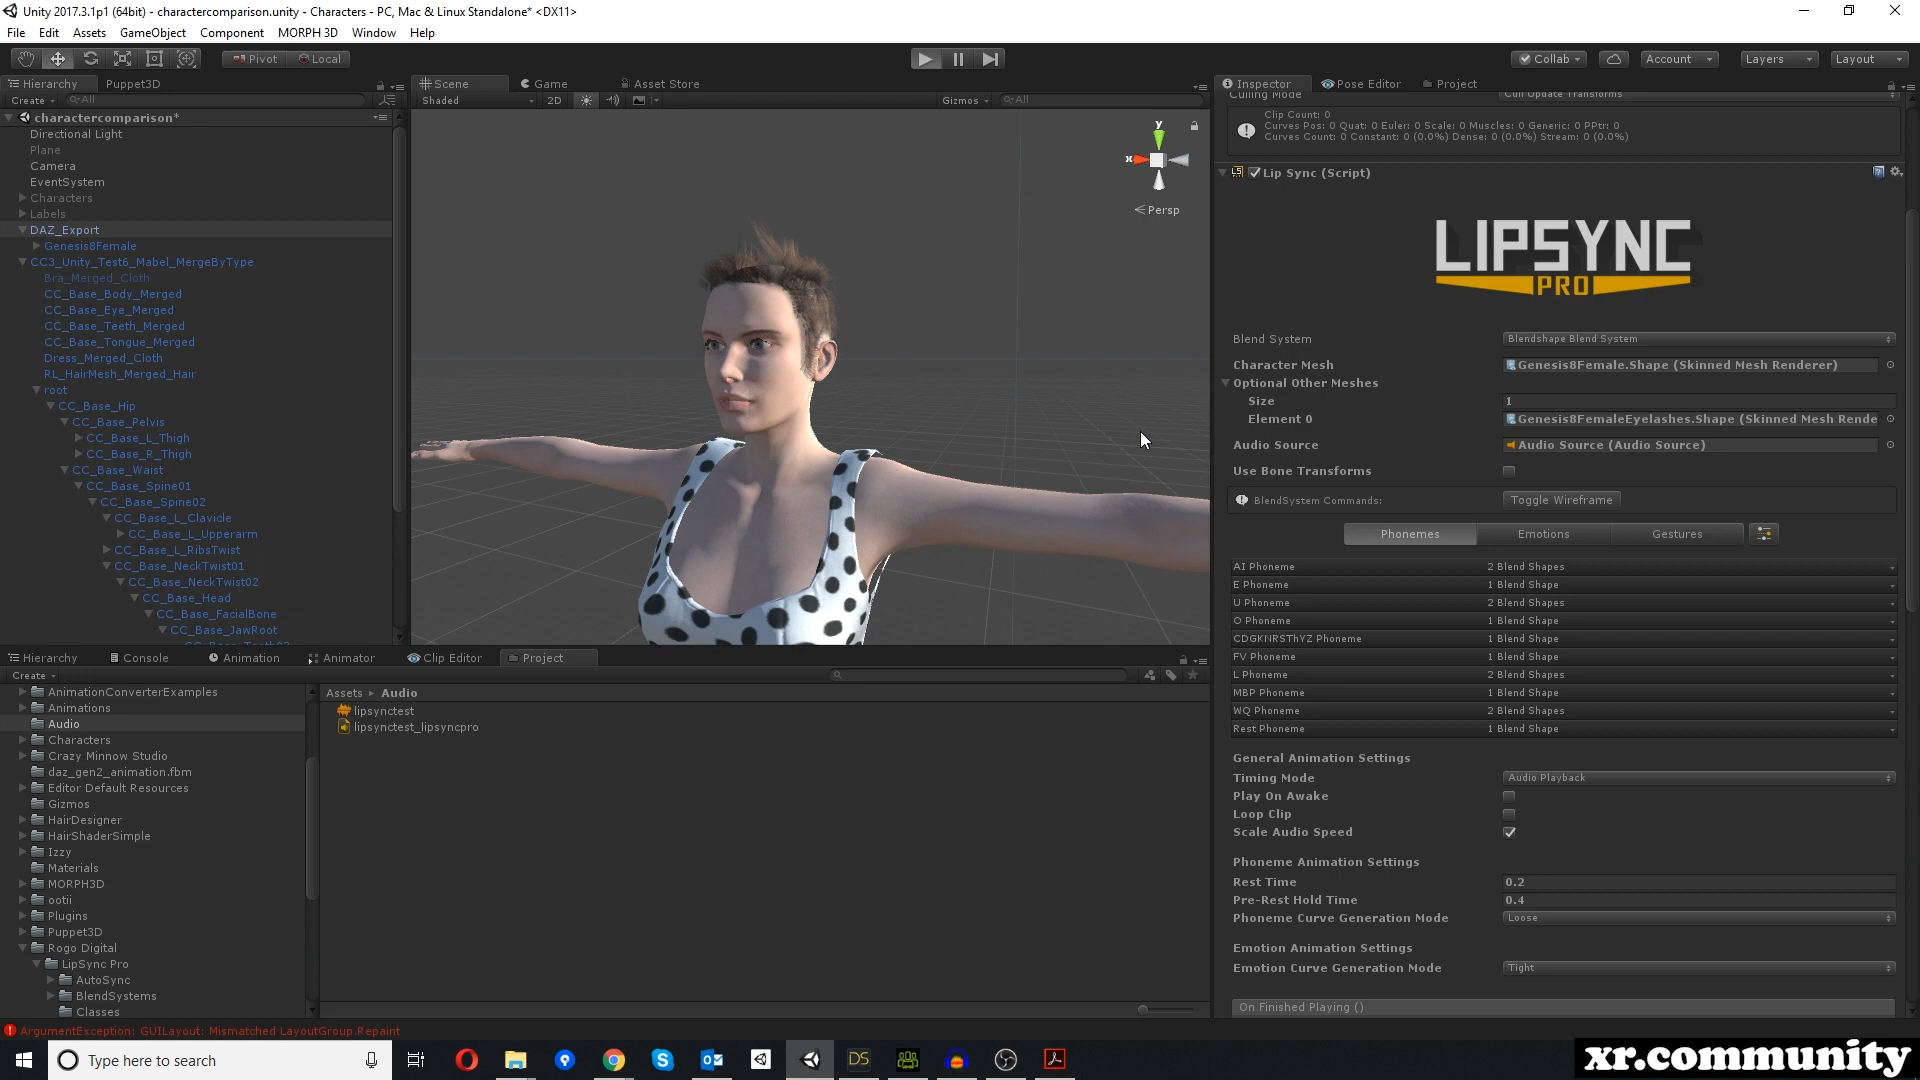 Unity 2017.3.1p1 (64bit) - charactercomparison.unity - Characters - PC, Mac & Linux Standalone* <DX11>
File Edit Assets GameObject Component MORPH 3D Window Help
Pivot Local Collab Account Layers Layout
Hierarchy Puppet3D
Create All
charactercomparison*
Directional Light
Plane
Camera
EventSystem
Characters
Labels
DAZ_Export
Genesis8Female
CC3_Unity_Test6_Mabel_MergeByType
Bra_Merged_Cloth
CC_Base_Body_Merged
CC_Base_Eye_Merged
CC_Base_Teeth_Merged
CC_Base_Tongue_Merged
Dress_Merged_Cloth
RL_HairMesh_Merged_Hair
root
CC_Base_Hip
CC_Base_Pelvis
CC_Base_L_Thigh
CC_Base_R_Thigh
CC_Base_Waist
CC_Base_Spine01
CC_Base_Spine02
CC_Base_L_Clavicle
CC_Base_L_Upperarm
CC_Base_L_RibsTwist
CC_Base_NeckTwist01
CC_Base_NeckTwist02
CC_Base_Head
CC_Base_FacialBone
CC_Base_JawRoot
Scene Game Asset Store
Shaded 2D Gizmos All
y
x
Persp
Inspector Pose Editor Project
Culling Mode Cull Update Transforms
Clip Count: 0
Curves Pos: 0 Quat: 0 Euler: 0 Scale: 0 Muscles: 0 Generic: 0 PPtr: 0
Curves Count: 0 Constant: 0 (0.0%) Dense: 0 (0.0%) Stream: 0 (0.0%)
Lip Sync (Script)
LIPSYNC
PRO
Blend System Blendshape Blend System
Character Mesh Genesis8Female.Shape (Skinned Mesh Renderer)
Optional Other Meshes
Size 1
Element 0 Genesis8FemaleEyelashes.Shape (Skinned Mesh Rende
Audio Source Audio Source (Audio Source)
Use Bone Transforms
BlendSystem Commands: Toggle Wireframe
Phonemes Emotions Gestures
AI Phoneme 2 Blend Shapes
E Phoneme 1 Blend Shape
U Phoneme 2 Blend Shapes
O Phoneme 1 Blend Shape
CDGKNRSThYZ Phoneme 1 Blend Shape
FV Phoneme 1 Blend Shape
L Phoneme 2 Blend Shapes
MBP Phoneme 1 Blend Shape
WQ Phoneme 2 Blend Shapes
Rest Phoneme 1 Blend Shape
General Animation Settings
Timing Mode Audio Playback
Play On Awake
Loop Clip
Scale Audio Speed
Phoneme Animation Settings
Rest Time 0.2
Pre-Rest Hold Time 0.4
Phoneme Curve Generation Mode Loose
Emotion Animation Settings
Emotion Curve Generation Mode Tight
On Finished Playing ()
Hierarchy Console Animation Animator Clip Editor Project
Create
AnimationConverterExamples
Animations
Audio
Characters
Crazy Minnow Studio
daz_gen2_animation.fbm
Editor Default Resources
Gizmos
HairDesigner
HairShaderSimple
Izzy
Materials
MORPH3D
ootii
Plugins
Puppet3D
Rogo Digital
LipSync Pro
AutoSync
BlendSystems
Classes
Assets Audio
lipsynctest
lipsynctest_lipsyncpro
ArgumentException: GUILayout: Mismatched LayoutGroup.Repaint
Type here to search
DS
xr.community